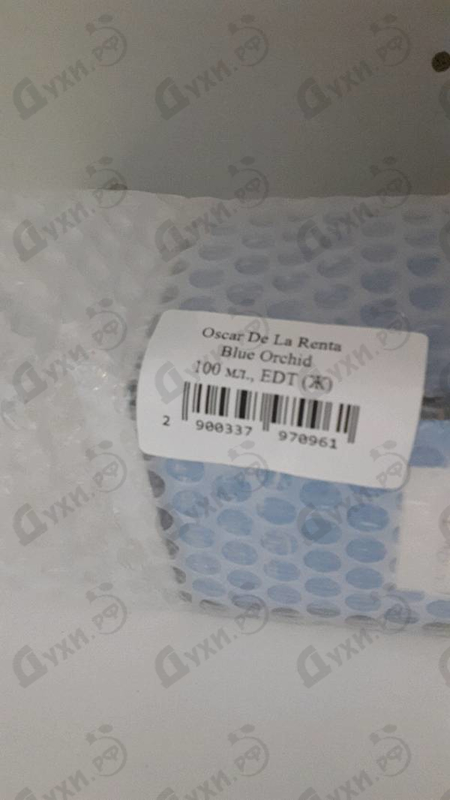 Oscar De La Renta
Blue Orchid
100 мл., EDT (Ж)
2 900337 970961
Духи.рф